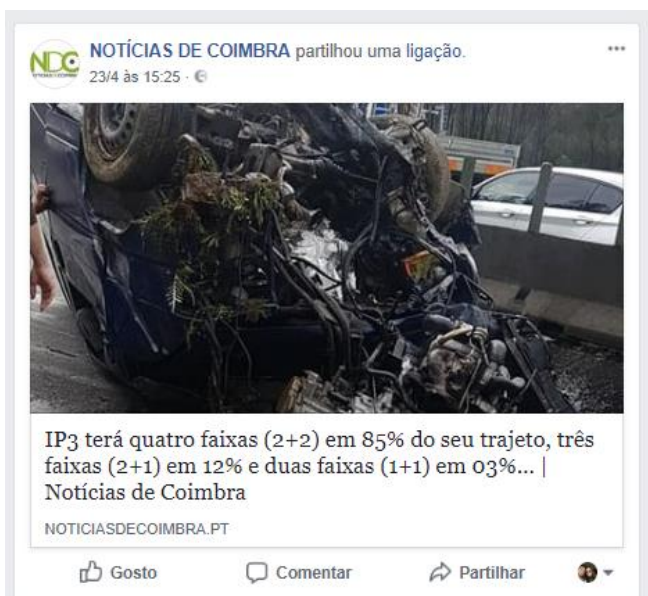 NDC
NOTÍCIAS DE COIMBRA partilhou uma ligação.
23/4 às 15:25 ·
IP3 terá quatro faixas (2+2) em 85% do seu trajeto, três
faixas (2+1) em 12% e duas faixas (1+1) em 03%... |
Notícias de Coimbra
NOTICIASDECOIMBRA.PT
Gosto
Comentar
Partilhar